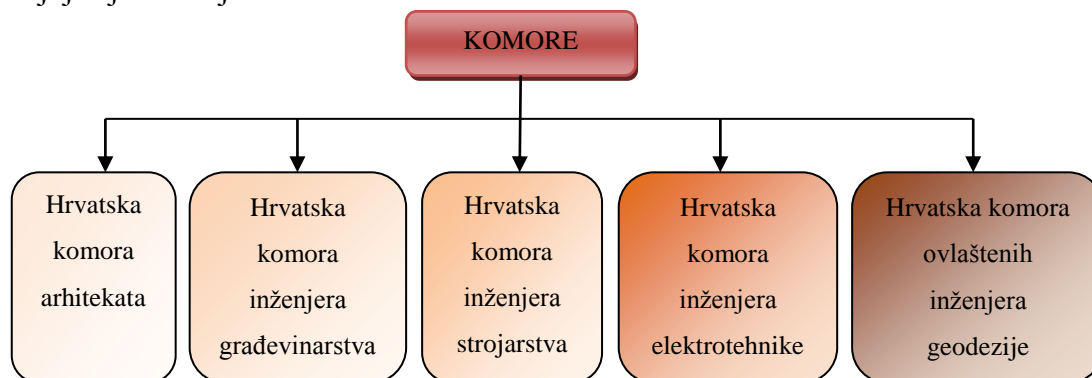 KOMORE
Hrvatska
komora
arhitekata
Hrvatska
komora
inženjera
građevinarstva
Hrvatska
komora
inženjera
strojarstva
Hrvatska
komora
inženjera
elektrotehnike
Hrvatska komora
ovlaštenih
inženjera
geodezije